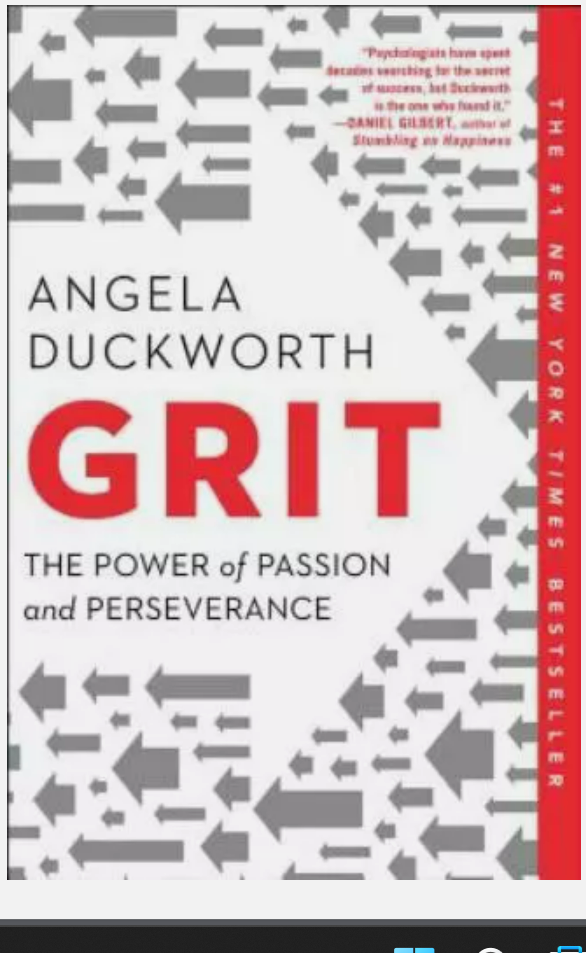 "Psychologists have spent
decades searching for the secret
of success, but Duckworth
is the one who found it."
—DANIEL GILBERT, author of
Stumbling on Happiness
ANGELA
DUCKWORTH
GRIT
THE POWER of PASSION
and PERSEVERANCE
THE #1 NEW YORK TIMES BESTSELLER